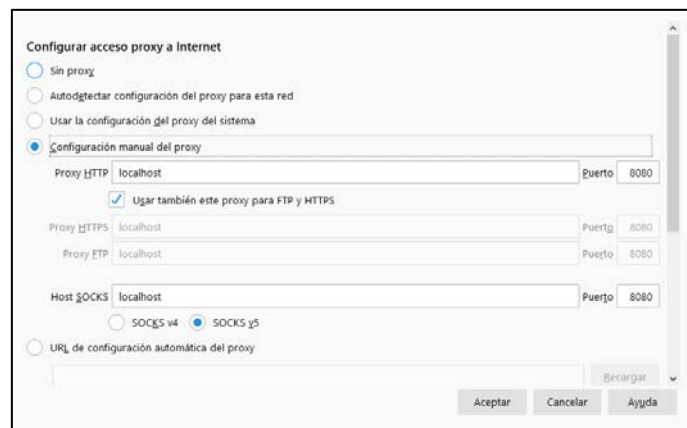 Configurar acceso proxy a Internet
Sin proxy
Autodetectar configuración del proxy para esta red
Usar la configuración del proxy del sistema
Configuración manual del proxy
Proxy HTTP localhost Puerto 8080
Usar también este proxy para FTP y HTTPS
Proxy HTTPS localhost Puerto 8080
Proxy FTP localhost Puerto 8080
Host SOCKS localhost Puerto 8080
SOCKS v4 SOCKS v5
URL de configuración automática del proxy
Recargar
Aceptar Cancelar Ayuda